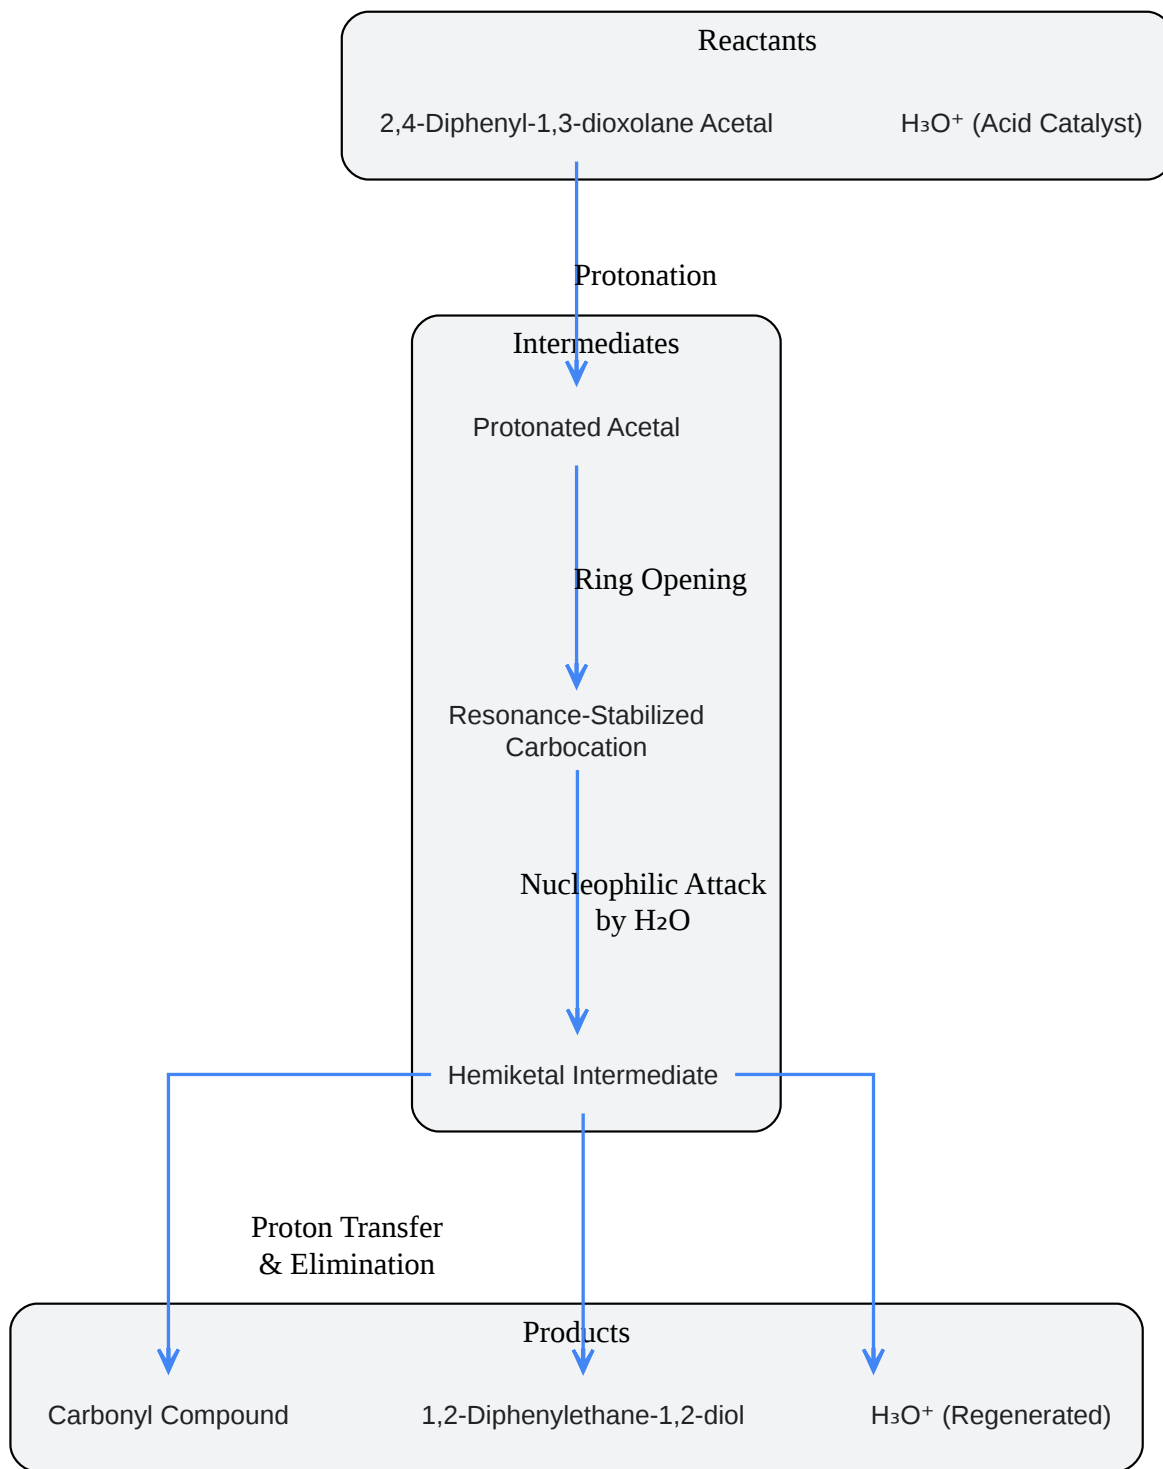 Reactants
2,4-Diphenyl-1,3-dioxolane Acetal
H₃O⁺ (Acid Catalyst)
Protonation
Intermediates
Protonated Acetal
Ring Opening
Resonance-Stabilized
Carbocation
Nucleophilic Attack
by H₂O
Hemiketal Intermediate
Proton Transfer
& Elimination
Products
Carbonyl Compound
1,2-Diphenylethane-1,2-diol
H₃O⁺ (Regenerated)